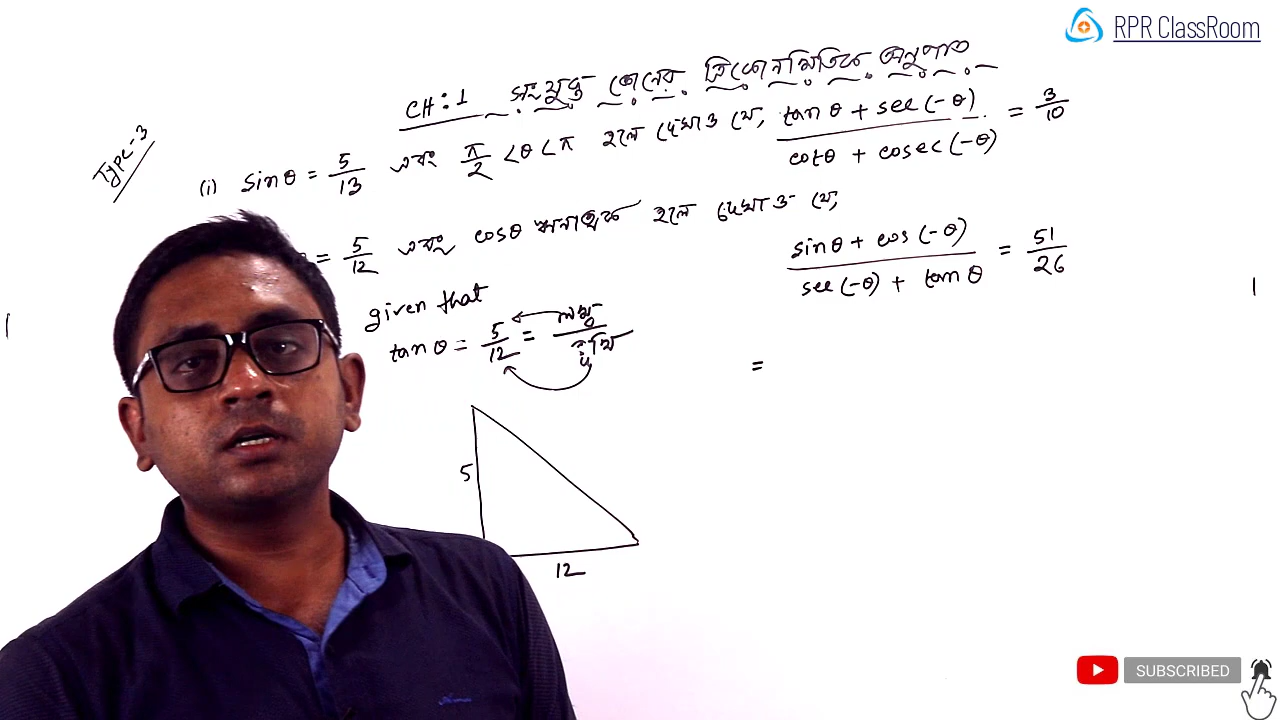 RPR ClassRoom
CH:1 সংযুক্ত কোনের ত্রিকোনমিতিক অনুপাত
Type-3
(i) sinθ = 5/13 এবং π/2 <θ<π হলে দেখাও যে, (tanθ + sec(-θ))/(cotθ + cosec(-θ)) = 3/10
= 5/12 এবং cosθ ঋনাত্মক হলে দেখাও যে,
(sinθ + cos(-θ))/(sec(-θ) + tanθ) = 51/26
given that
tanθ = 5/12 = লম্ব/ভূমি
=
5
12
SUBSCRIBED